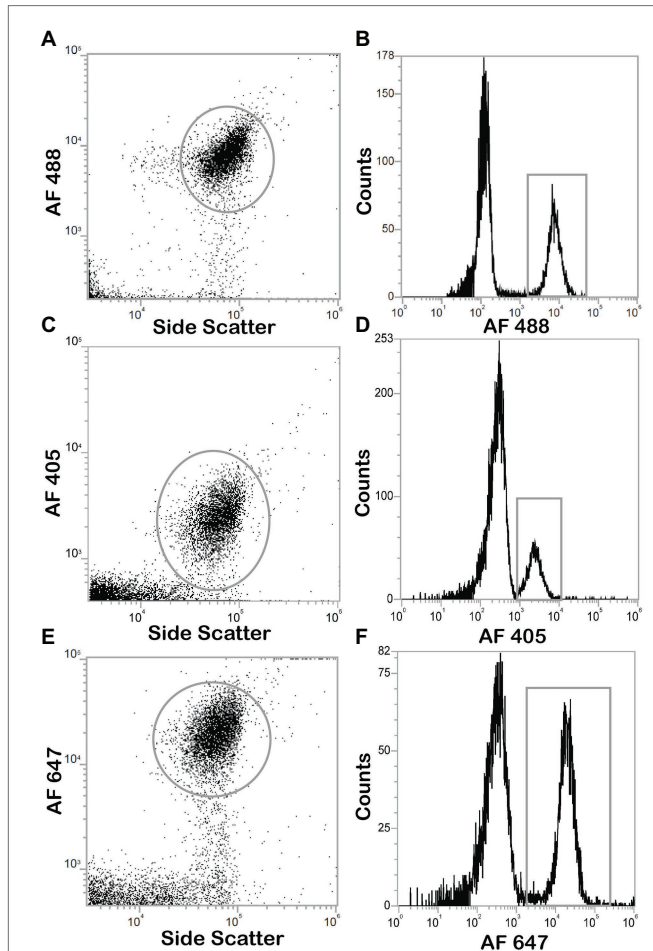 A
10⁵
10⁴
10³
AF 488
10⁴ 10⁵ 10⁶
Side Scatter
B
178
150
100
50
0
Counts
10⁰ 10¹ 10² 10³ 10⁴ 10⁵ 10⁶
AF 488
C
10⁵
10⁴
10³
AF 405
10⁴ 10⁵ 10⁶
Side Scatter
D
253
200
100
0
Counts
10⁰ 10¹ 10² 10³ 10⁴ 10⁵ 10⁶
AF 405
E
10⁵
10⁴
10³
AF 647
10⁴ 10⁵ 10⁶
Side Scatter
F
82
75
50
25
0
Counts
10⁰ 10¹ 10² 10³ 10⁴ 10⁵ 10⁶
AF 647